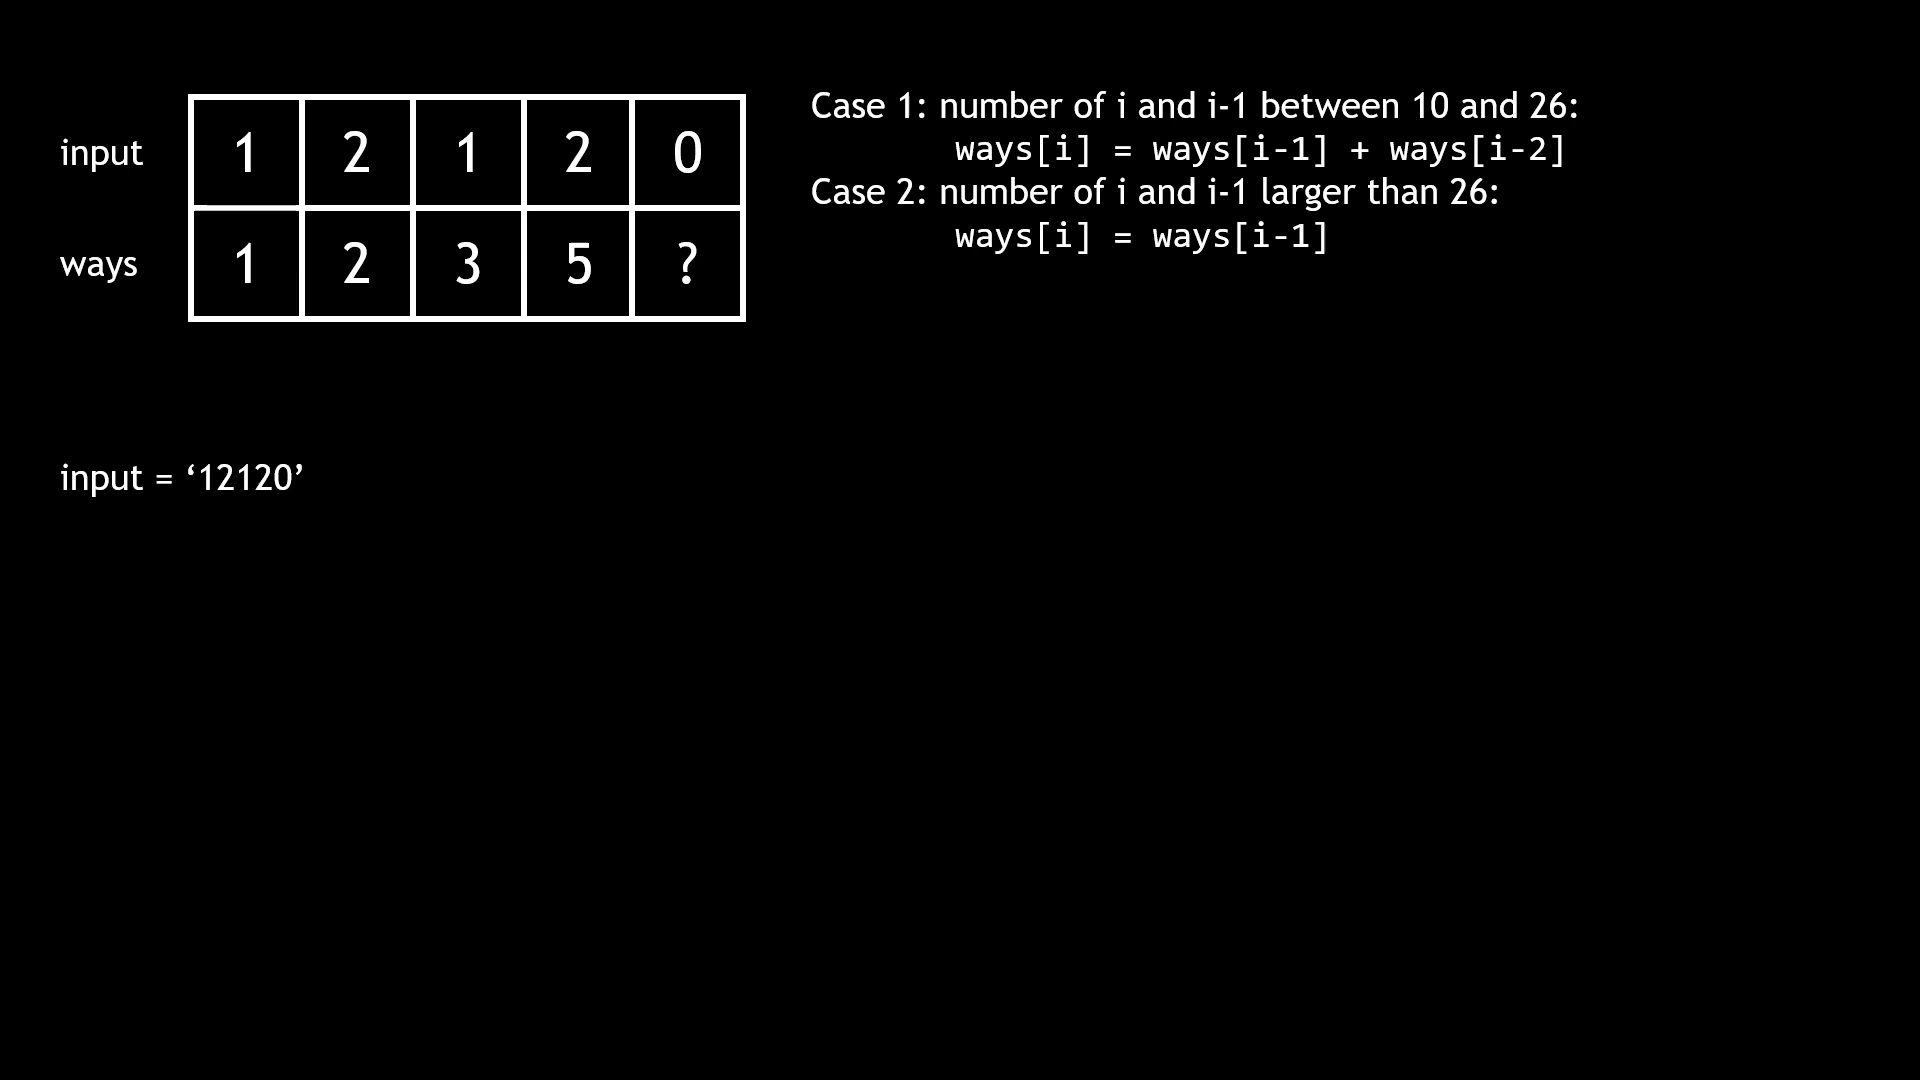 input 1 2 1 2 0
ways 1 2 3 5 ?
Case 1: number of i and i-1 between 10 and 26:
ways[i] = ways[i-1] + ways[i-2]
Case 2: number of i and i-1 larger than 26:
ways[i] = ways[i-1]
input = ‘12120’